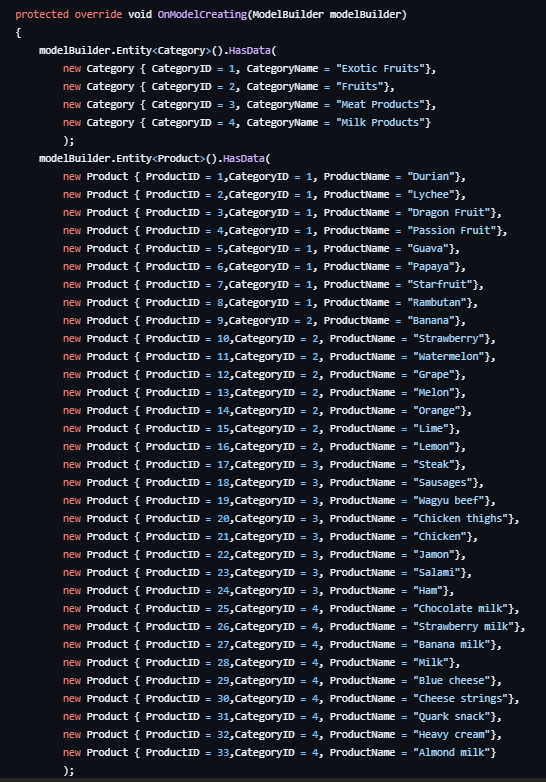 protected override void OnModelCreating(ModelBuilder modelBuilder)
{
    modelBuilder.Entity<Category>().HasData(
        new Category { CategoryID = 1, CategoryName = "Exotic Fruits"},
        new Category { CategoryID = 2, CategoryName = "Fruits"},
        new Category { CategoryID = 3, CategoryName = "Meat Products"},
        new Category { CategoryID = 4, CategoryName = "Milk Products"}
        );
    modelBuilder.Entity<Product>().HasData(
        new Product { ProductID = 1,CategoryID = 1, ProductName = "Durian"},
        new Product { ProductID = 2,CategoryID = 1, ProductName = "Lychee"},
        new Product { ProductID = 3,CategoryID = 1, ProductName = "Dragon Fruit"},
        new Product { ProductID = 4,CategoryID = 1, ProductName = "Passion Fruit"},
        new Product { ProductID = 5,CategoryID = 1, ProductName = "Guava"},
        new Product { ProductID = 6,CategoryID = 1, ProductName = "Papaya"},
        new Product { ProductID = 7,CategoryID = 1, ProductName = "Starfruit"},
        new Product { ProductID = 8,CategoryID = 1, ProductName = "Rambutan"},
        new Product { ProductID = 9,CategoryID = 2, ProductName = "Banana"},
        new Product { ProductID = 10,CategoryID = 2, ProductName = "Strawberry"},
        new Product { ProductID = 11,CategoryID = 2, ProductName = "Watermelon"},
        new Product { ProductID = 12,CategoryID = 2, ProductName = "Grape"},
        new Product { ProductID = 13,CategoryID = 2, ProductName = "Melon"},
        new Product { ProductID = 14,CategoryID = 2, ProductName = "Orange"},
        new Product { ProductID = 15,CategoryID = 2, ProductName = "Lime"},
        new Product { ProductID = 16,CategoryID = 2, ProductName = "Lemon"},
        new Product { ProductID = 17,CategoryID = 3, ProductName = "Steak"},
        new Product { ProductID = 18,CategoryID = 3, ProductName = "Sausages"},
        new Product { ProductID = 19,CategoryID = 3, ProductName = "Wagyu beef"},
        new Product { ProductID = 20,CategoryID = 3, ProductName = "Chicken thighs"},
        new Product { ProductID = 21,CategoryID = 3, ProductName = "Chicken"},
        new Product { ProductID = 22,CategoryID = 3, ProductName = "Jamon"},
        new Product { ProductID = 23,CategoryID = 3, ProductName = "Salami"},
        new Product { ProductID = 24,CategoryID = 3, ProductName = "Ham"},
        new Product { ProductID = 25,CategoryID = 4, ProductName = "Chocolate milk"},
        new Product { ProductID = 26,CategoryID = 4, ProductName = "Strawberry milk"},
        new Product { ProductID = 27,CategoryID = 4, ProductName = "Banana milk"},
        new Product { ProductID = 28,CategoryID = 4, ProductName = "Milk"},
        new Product { ProductID = 29,CategoryID = 4, ProductName = "Blue cheese"},
        new Product { ProductID = 30,CategoryID = 4, ProductName = "Cheese strings"},
        new Product { ProductID = 31,CategoryID = 4, ProductName = "Quark snack"},
        new Product { ProductID = 32,CategoryID = 4, ProductName = "Heavy cream"},
        new Product { ProductID = 33,CategoryID = 4, ProductName = "Almond milk"}
        );